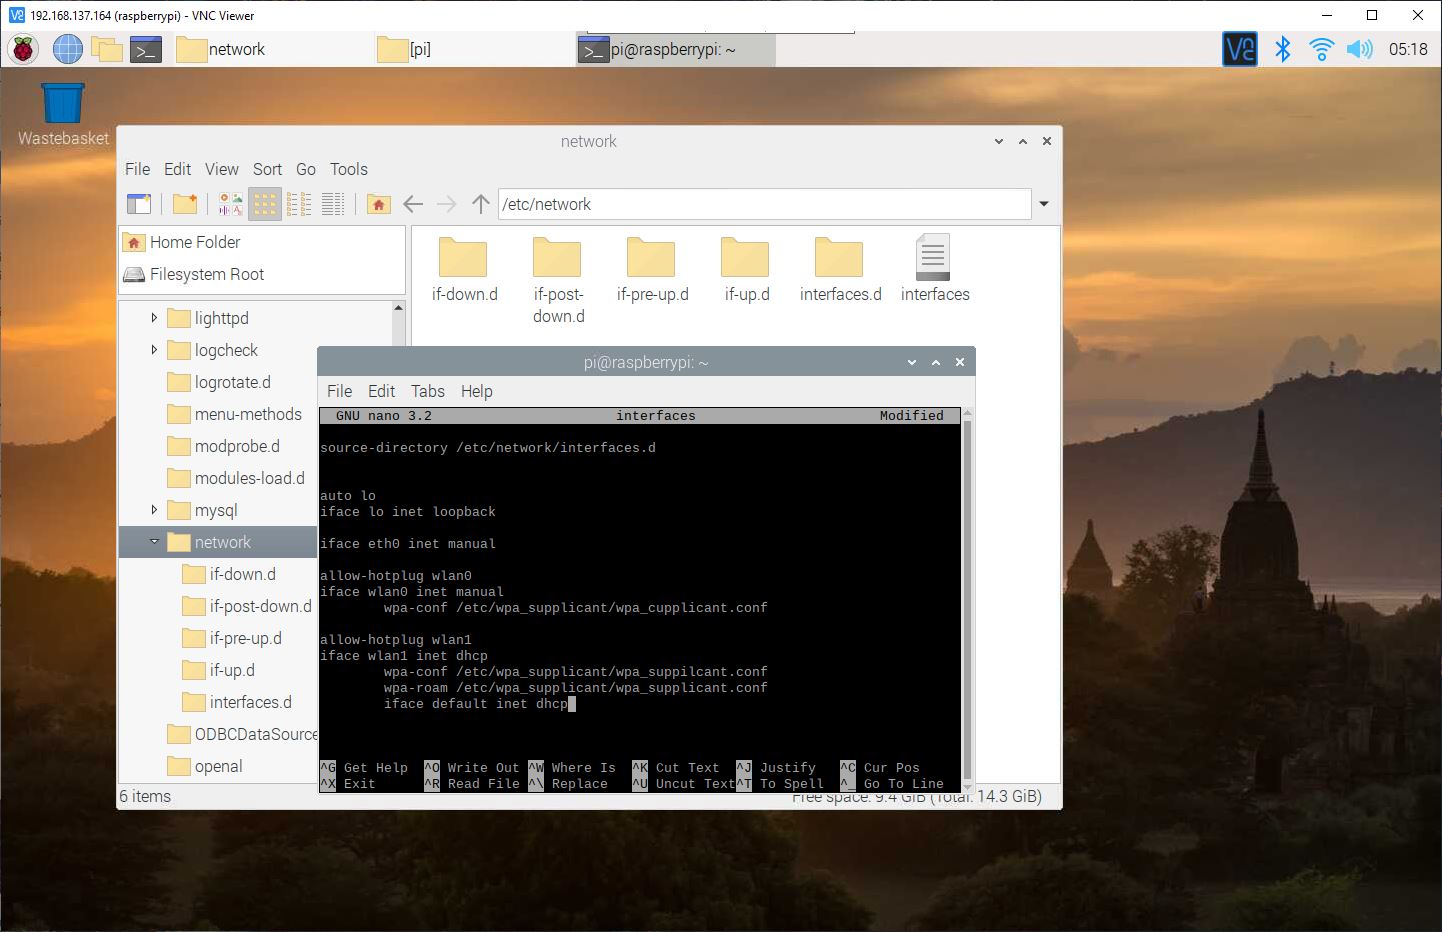 192.168.137.164 (raspberrypi) - VNC Viewer
network
[pi]
pi@raspberrypi: ~
05:18
Wastebasket
network
File Edit View Sort Go Tools
/etc/network
Home Folder
Filesystem Root
lighttpd
logcheck
logrotate.d
menu-methods
modprobe.d
modules-load.d
mysql
network
if-down.d
if-post-down.d
if-pre-up.d
if-up.d
interfaces.d
ODBCDataSource
openal
if-down.d
if-post-
down.d
if-pre-up.d
if-up.d
interfaces.d
interfaces
6 items
Free space: 9.4 GiB (Total: 14.3 GiB)
pi@raspberrypi: ~
File Edit Tabs Help
GNU nano 3.2 interfaces Modified
source-directory /etc/network/interfaces.d
auto lo
iface lo inet loopback
iface eth0 inet manual
allow-hotplug wlan0
iface wlan0 inet manual
wpa-conf /etc/wpa_supplicant/wpa_cupplicant.conf
allow-hotplug wlan1
iface wlan1 inet dhcp
wpa-conf /etc/wpa_supplicant/wpa_suppilcant.conf
wpa-roam /etc/wpa_supplicant/wpa_supplicant.conf
iface default inet dhcp
^G Get Help ^O Write Out ^W Where Is ^K Cut Text ^J Justify ^C Cur Pos
^X Exit ^R Read File ^\ Replace ^U Uncut Text ^T To Spell ^_ Go To Line